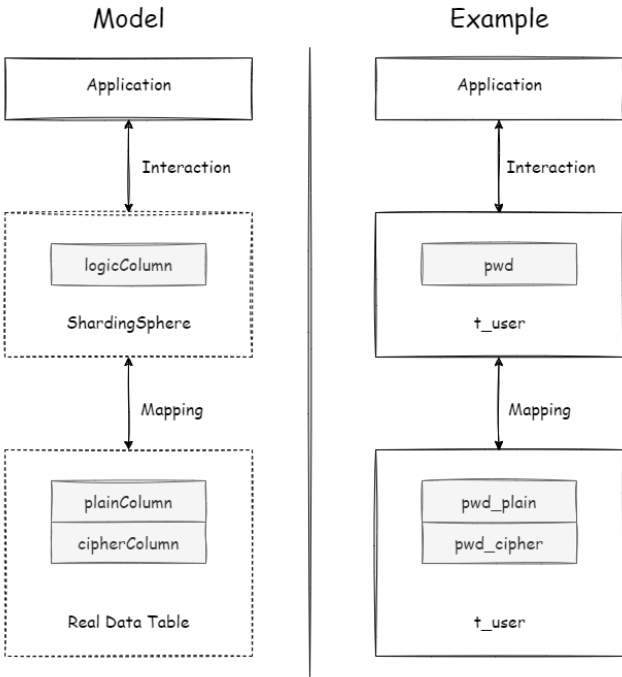 Model
Application
Interaction
logicColumn
ShardingSphere
Mapping
plainColumn
cipherColumn
Real Data Table
Example
Application
Interaction
pwd
t_user
Mapping
pwd_plain
pwd_cipher
t_user